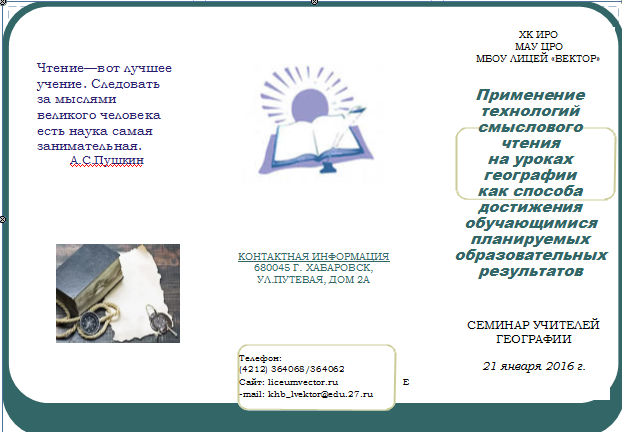 Чтение—вот лучшее
учение. Следовать
за мыслями
великого человека
есть наука самая
занимательная.
А.С.Пушкин
КОНТАКТНАЯ ИНФОРМАЦИЯ
680045 Г. ХАБАРОВСК,
УЛ.ПУТЕВАЯ, ДОМ 2А
Телефон:
(4212) 364068/364062
Сайт: liceumvector.ru Е
-mail: khb_lvektor@edu.27.ru
ХК ИРО
МАУ ЦРО
МБОУ ЛИЦЕЙ «ВЕКТОР»
Применение
технологий
смыслового
чтения
на уроках
географии
как способа
достижения
обучающимися
планируемых
образовательных
результатов
СЕМИНАР УЧИТЕЛЕЙ
ГЕОГРАФИИ
21 января 2016 г.